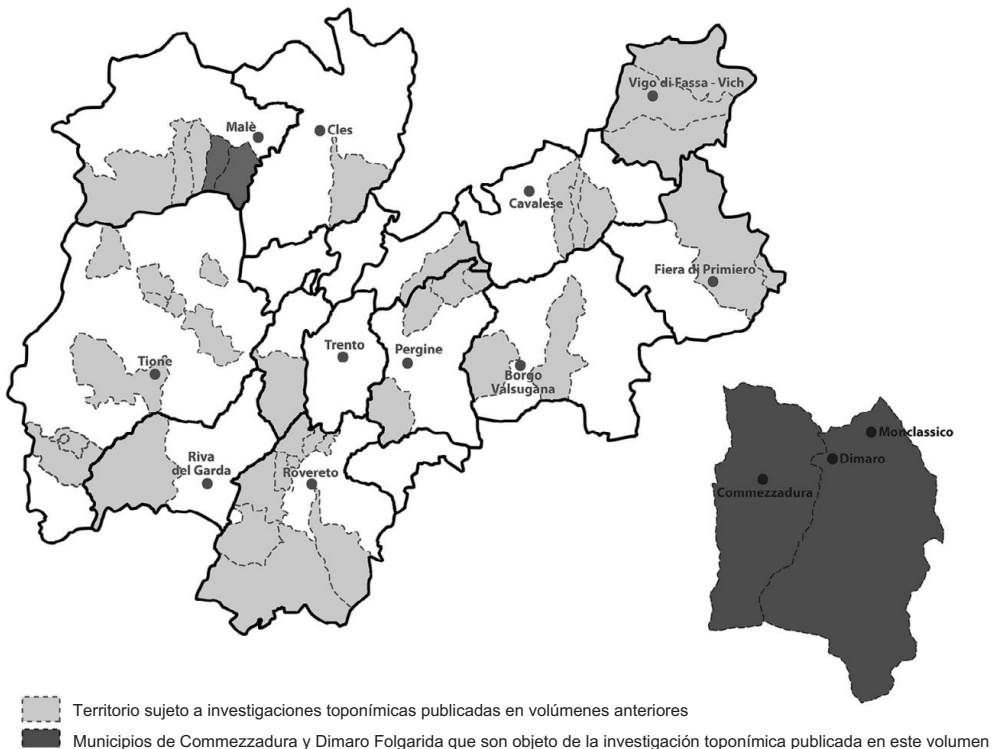 Vigo di Fassa - Vich
Malè
Cles
Cavalese
Fiera di Primiero
Trento
Pergine
Tione
Borgo
Valsugana
Riva
del Garda
Rovereto
Monclassico
Dimaro
Commezzadura
Territorio sujeto a investigaciones toponímicas publicadas en volúmenes anteriores
Municipios de Commezzadura y Dimaro Folgarida que son objeto de la investigación toponímica publicada en este volumen